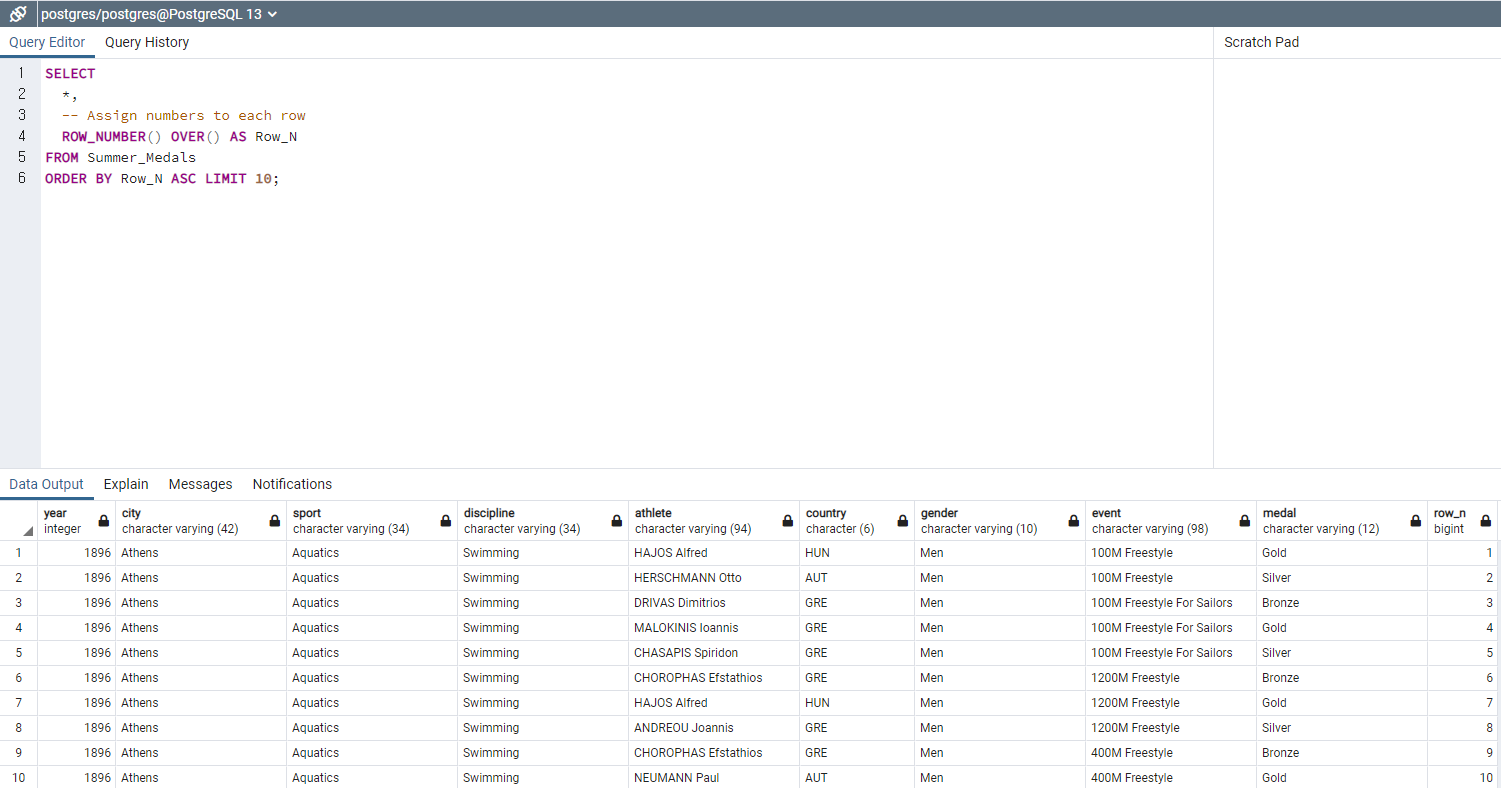 postgres/postgres@PostgreSQL 13
Query Editor Query History Scratch Pad
1 SELECT
2 *,
3 -- Assign numbers to each row
4 ROW_NUMBER() OVER() AS Row_N
5 FROM Summer_Medals
6 ORDER BY Row_N ASC LIMIT 10;
Data Output Explain Messages Notifications
year city sport discipline athlete country gender event medal row_n
integer character varying (42) character varying (34) character varying (34) character varying (94) character (6) character varying (10) character varying (98) character varying (12) bigint
1 1896 Athens Aquatics Swimming HAJOS Alfred HUN Men 100M Freestyle Gold 1
2 1896 Athens Aquatics Swimming HERSCHMANN Otto AUT Men 100M Freestyle Silver 2
3 1896 Athens Aquatics Swimming DRIVAS Dimitrios GRE Men 100M Freestyle For Sailors Bronze 3
4 1896 Athens Aquatics Swimming MALOKINIS Ioannis GRE Men 100M Freestyle For Sailors Gold 4
5 1896 Athens Aquatics Swimming CHASAPIS Spiridon GRE Men 100M Freestyle For Sailors Silver 5
6 1896 Athens Aquatics Swimming CHOROPHAS Efstathios GRE Men 1200M Freestyle Bronze 6
7 1896 Athens Aquatics Swimming HAJOS Alfred HUN Men 1200M Freestyle Gold 7
8 1896 Athens Aquatics Swimming ANDREOU Joannis GRE Men 1200M Freestyle Silver 8
9 1896 Athens Aquatics Swimming CHOROPHAS Efstathios GRE Men 400M Freestyle Bronze 9
10 1896 Athens Aquatics Swimming NEUMANN Paul AUT Men 400M Freestyle Gold 10